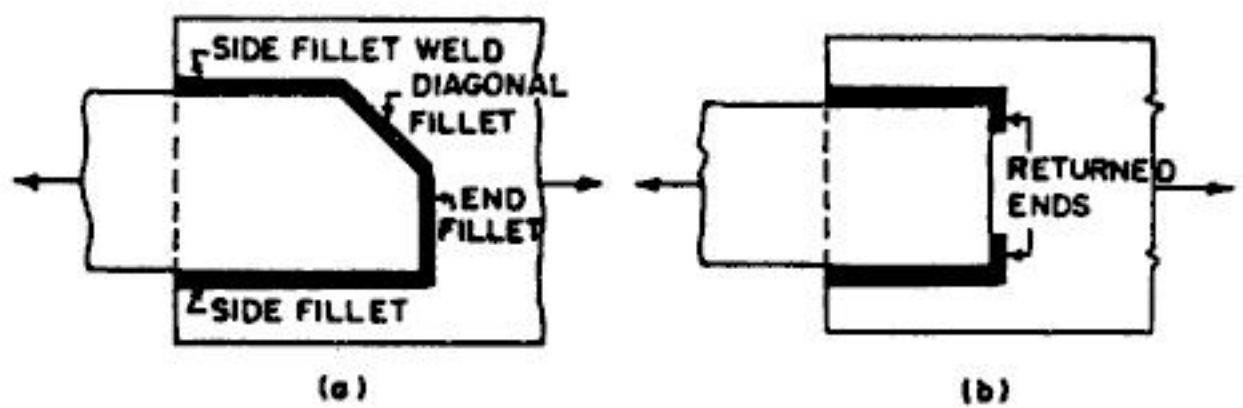 SIDE FILLET WELD
DIAGONAL
FILLET
END
FILLET
SIDE FILLET
(a)
RETURNED
ENDS
(b)